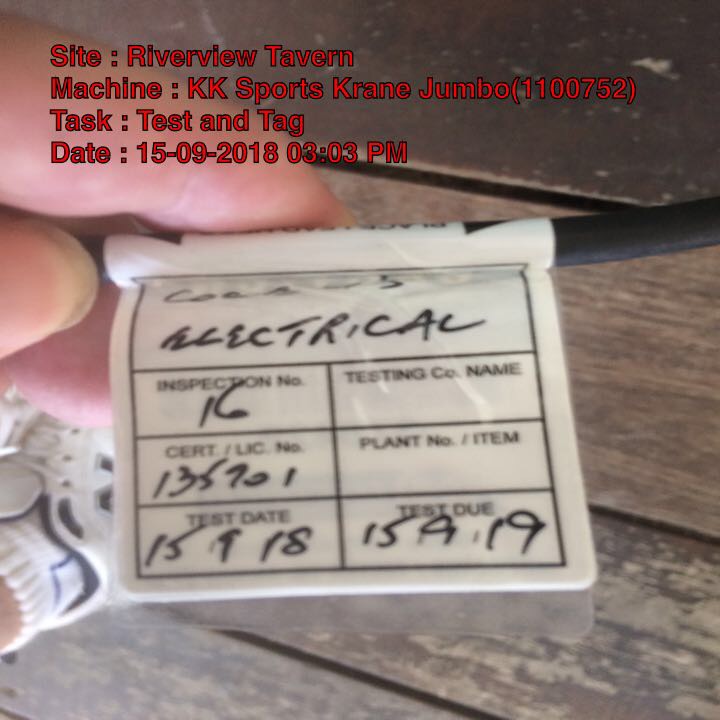 Site : Riverview Tavern
Machine : KK Sports Krane Jumbo(1100752)
Task : Test and Tag
Date : 15-09-2018 03:03 PM
ELECTRICAL
INSPECTION No.
16
TESTING Co. NAME
CERT. / LIC. No.
135701
PLANT No. / ITEM
TEST DATE
15 9 18
TEST DUE
15 9 19